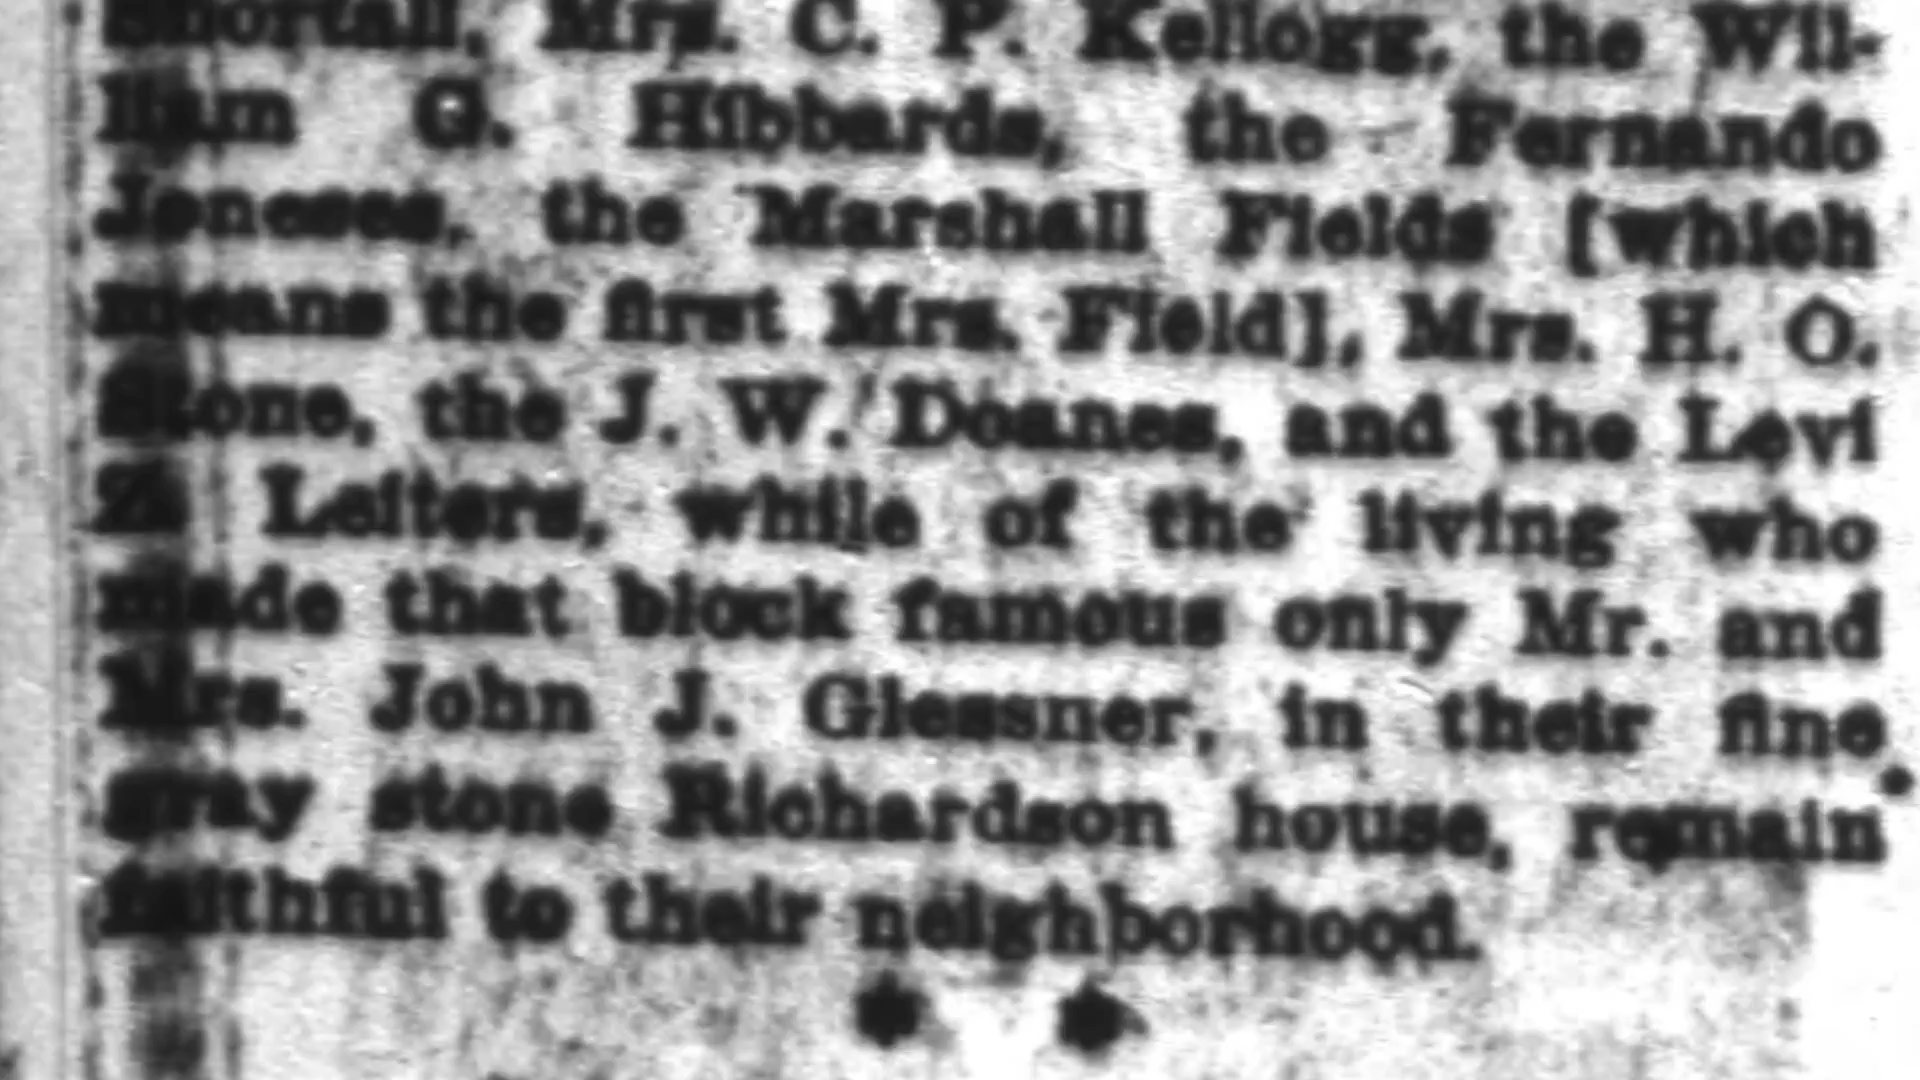 Shortall, Mrs. C. P. Kellogg, the Wil-
liam G. Hibbards, the Fernando
Joneses, the Marshall Fields [which
means the first Mrs. Field], Mrs. H. O.
Stone, the J. W. Doanes, and the Levi
Z. Leiters, while of the living who
made that block famous only Mr. and
Mrs. John J. Glessner, in their fine
gray stone Richardson house, remain
faithful to their neighborhood.